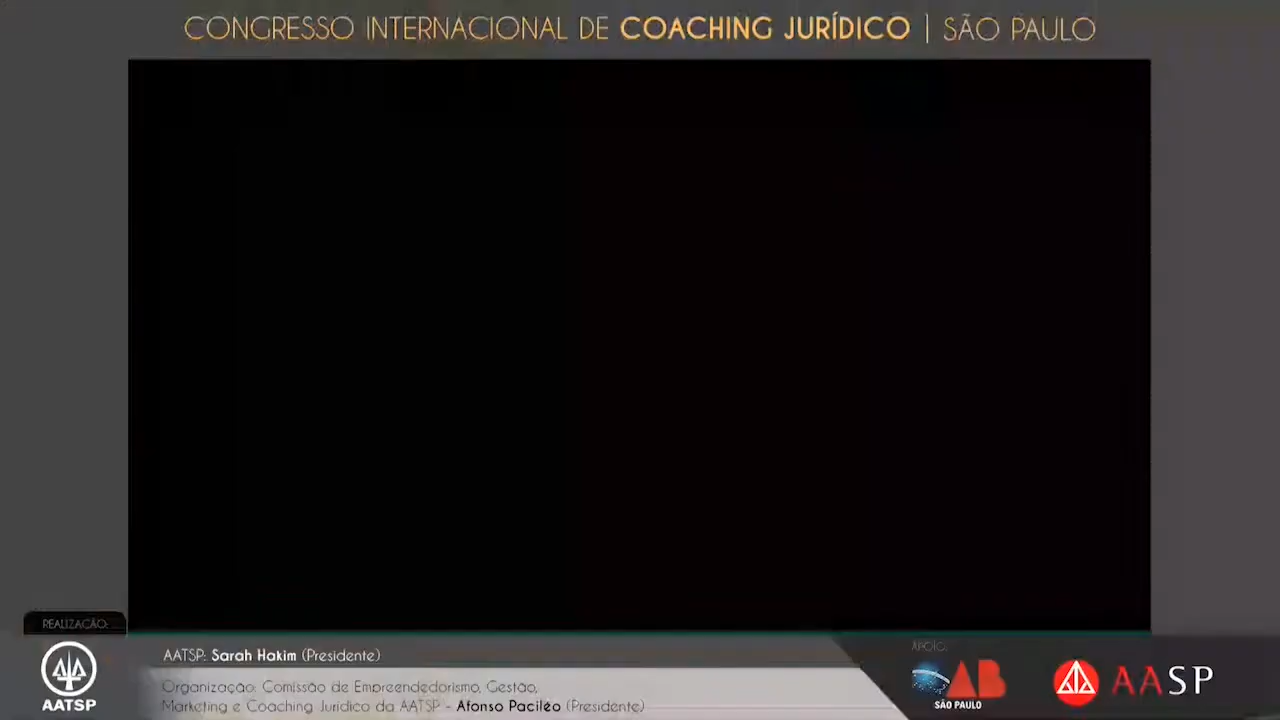 CONGRESSO INTERNACIONAL DE COACHING JURÍDICO | SÃO PAULO
REALIZAÇÃO:
AATSP
AATSP: Sarah Hakim (Presidente)
Organização: Comissão de Empreendedorismo, Gestão,
Marketing e Coaching Jurídico da AATSP - Afonso Paciléo (Presidente)
APOIO:
OAB
SÃO PAULO
AASP